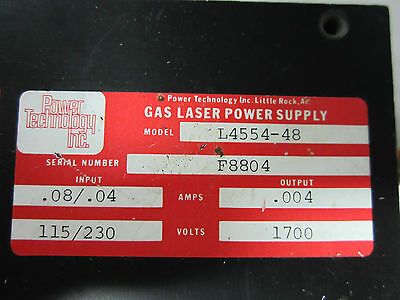 Power Technology Inc. Little Rock, Ar.
Power
Technology
Inc.
GAS LASER POWER SUPPLY
MODEL L4554-48
SERIAL NUMBER F8804
INPUT OUTPUT
.08/.04 AMPS .004
115/230 VOLTS 1700